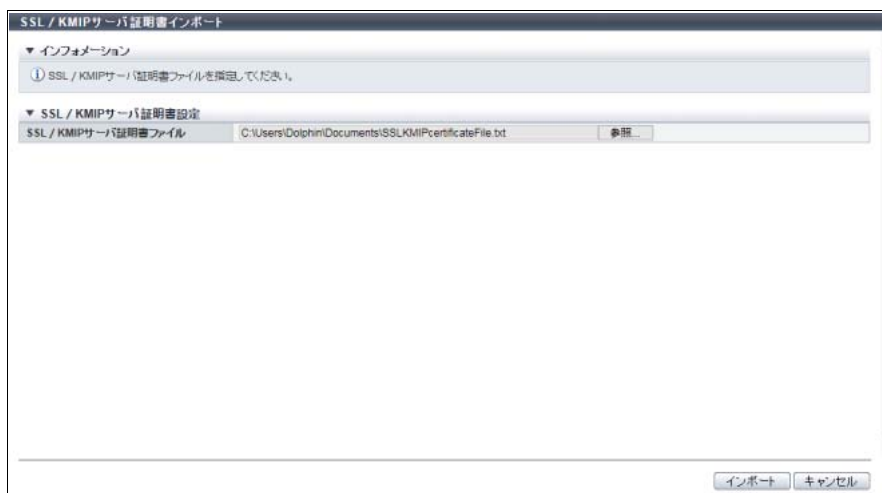 SSL / KMIPサーバ証明書インポート
▼ インフォメーション
SSL / KMIPサーバ証明書ファイルを指定してください。
▼ SSL / KMIPサーバ証明書設定
SSL / KMIPサーバ証明書ファイル C:\Users\Dolphin\Documents\SSLKMIPcertificateFile.txt 参照...
インポート キャンセル